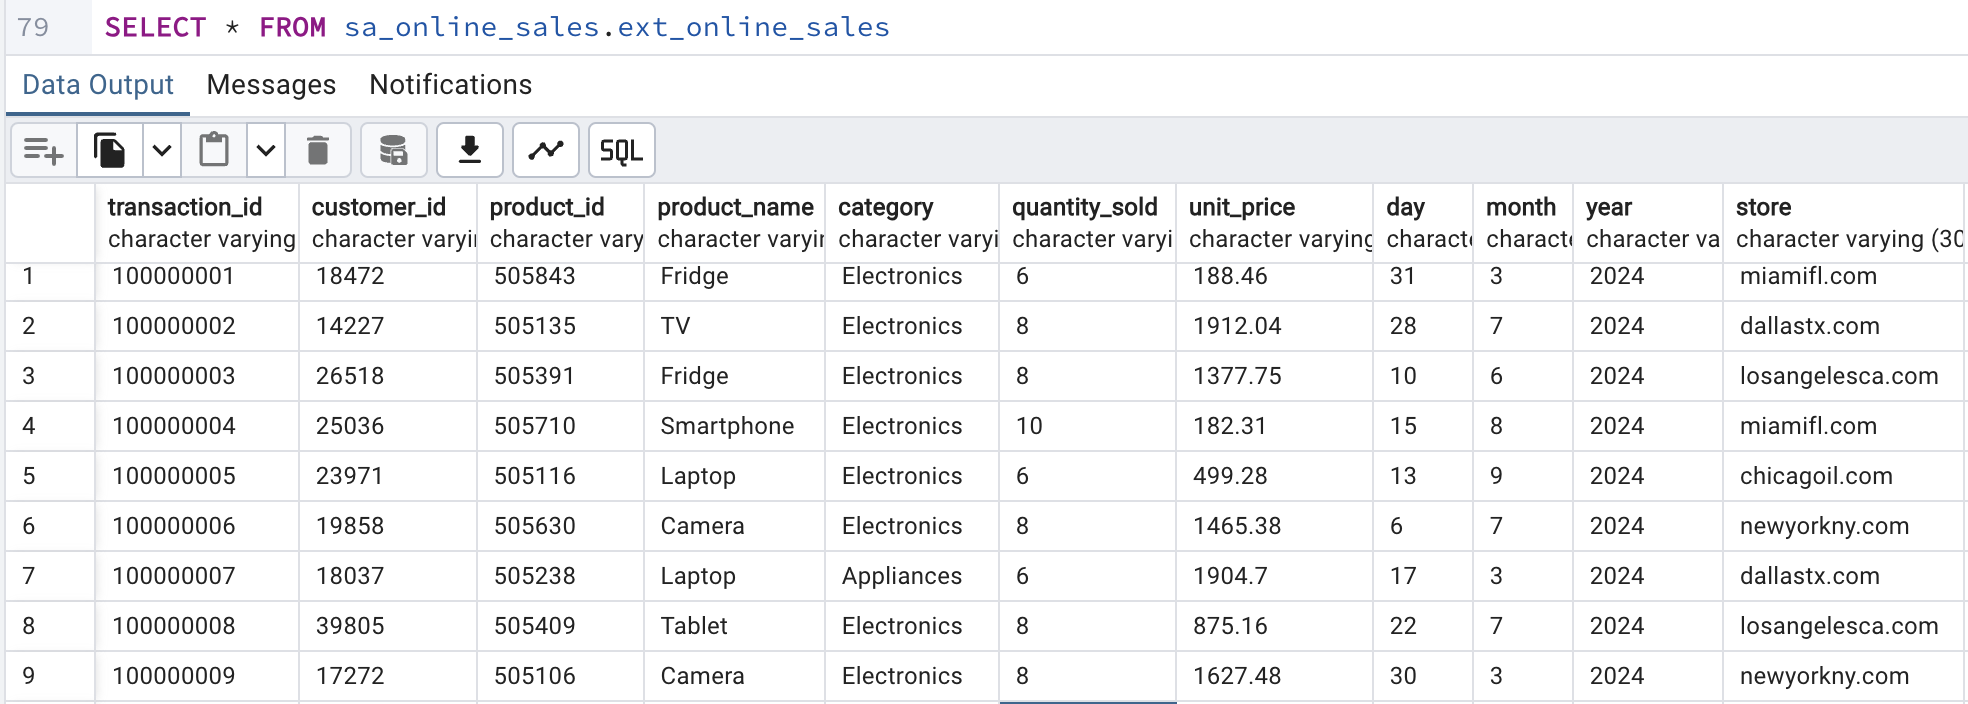 79 SELECT * FROM sa_online_sales.ext_online_sales
Data Output Messages Notifications
SQL
transaction_id customer_id product_id product_name category quantity_sold unit_price day month year store
character varying character varyi character vary character varyin character varyi character varyi character varying charact characte character va character varying (30
1 100000001 18472 505843 Fridge Electronics 6 188.46 31 3 2024 miamifl.com
2 100000002 14227 505135 TV Electronics 8 1912.04 28 7 2024 dallastx.com
3 100000003 26518 505391 Fridge Electronics 8 1377.75 10 6 2024 losangelesca.com
4 100000004 25036 505710 Smartphone Electronics 10 182.31 15 8 2024 miamifl.com
5 100000005 23971 505116 Laptop Electronics 6 499.28 13 9 2024 chicagoil.com
6 100000006 19858 505630 Camera Electronics 8 1465.38 6 7 2024 newyorkny.com
7 100000007 18037 505238 Laptop Appliances 6 1904.7 17 3 2024 dallastx.com
8 100000008 39805 505409 Tablet Electronics 8 875.16 22 7 2024 losangelesca.com
9 100000009 17272 505106 Camera Electronics 8 1627.48 30 3 2024 newyorkny.com